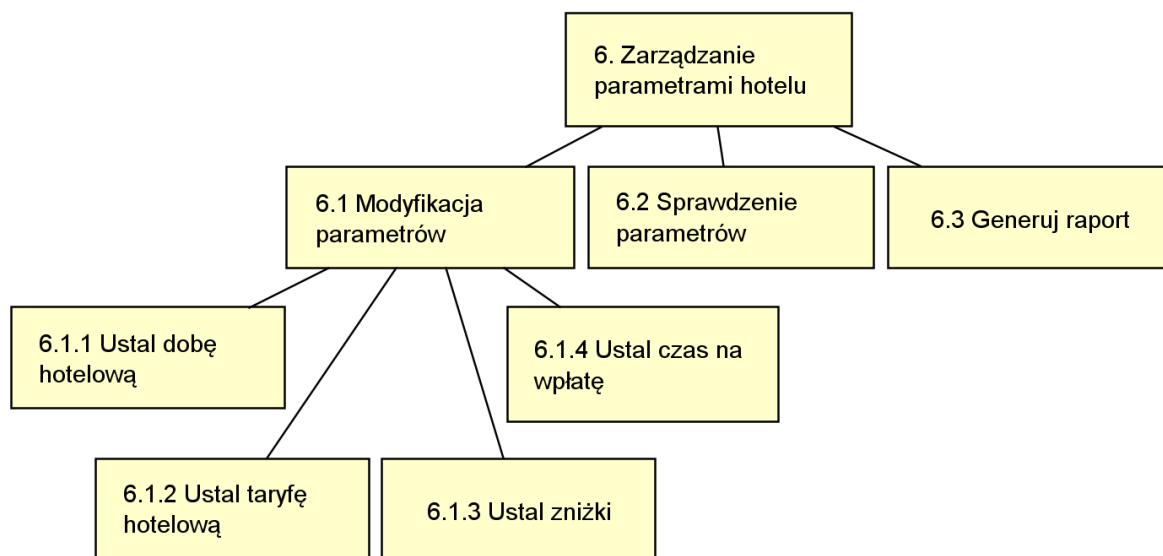 6. Zarządzanie
parametrami hotelu
6.1 Modyfikacja
parametrów
6.2 Sprawdzenie
parametrów
6.3 Generuj raport
6.1.1 Ustal dobę
hotelową
6.1.4 Ustal czas na
wpłatę
6.1.2 Ustal taryfę
hotelową
6.1.3 Ustal zniżki